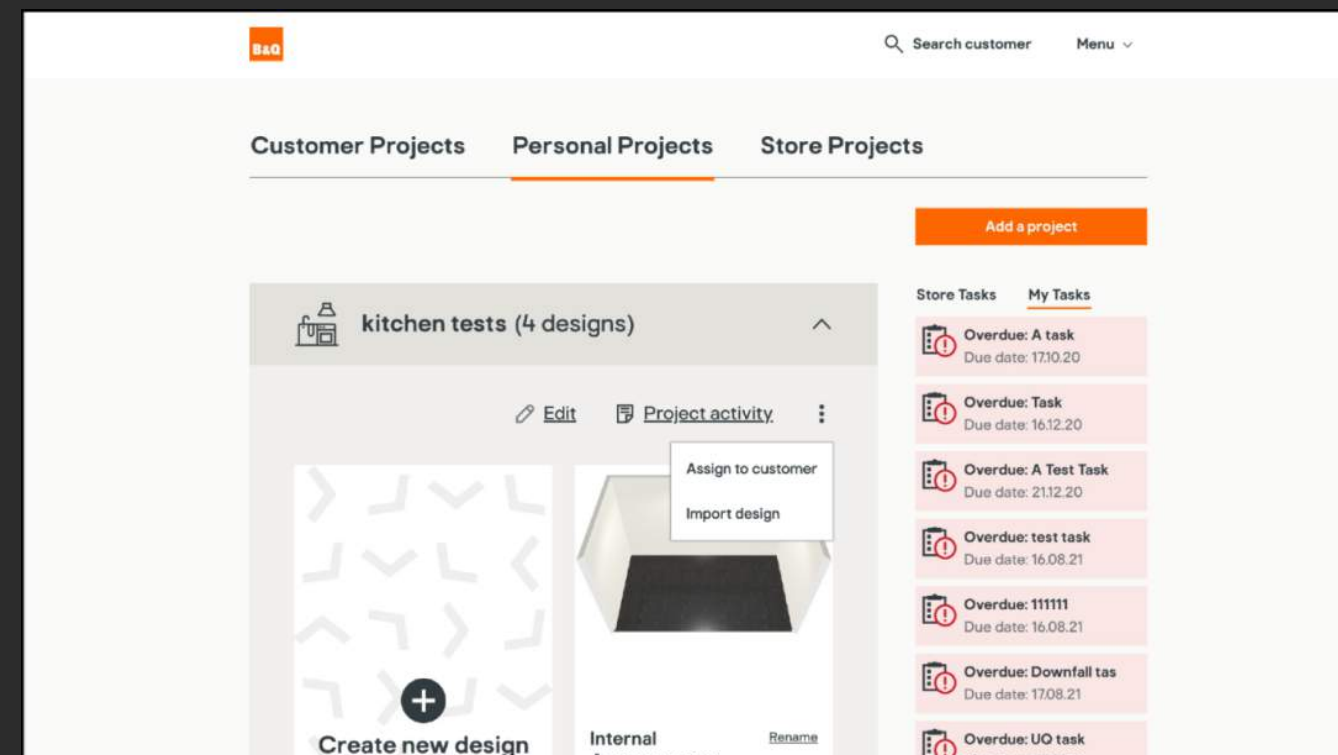 B&Q
Search customer
Menu
Customer Projects
Personal Projects
Store Projects
Add a project
kitchen tests (4 designs)
Edit
Project activity
Assign to customer
Import design
Create new design
Internal
Rename
Store Tasks
My Tasks
Overdue: A task
Due date: 17.10.20
Overdue: Task
Due date: 16.12.20
Overdue: A Test Task
Due date: 21.12.20
Overdue: test task
Due date: 16.08.21
Overdue: 111111
Due date: 16.08.21
Overdue: Downfall tas
Due date: 17.08.21
Overdue: UQ task